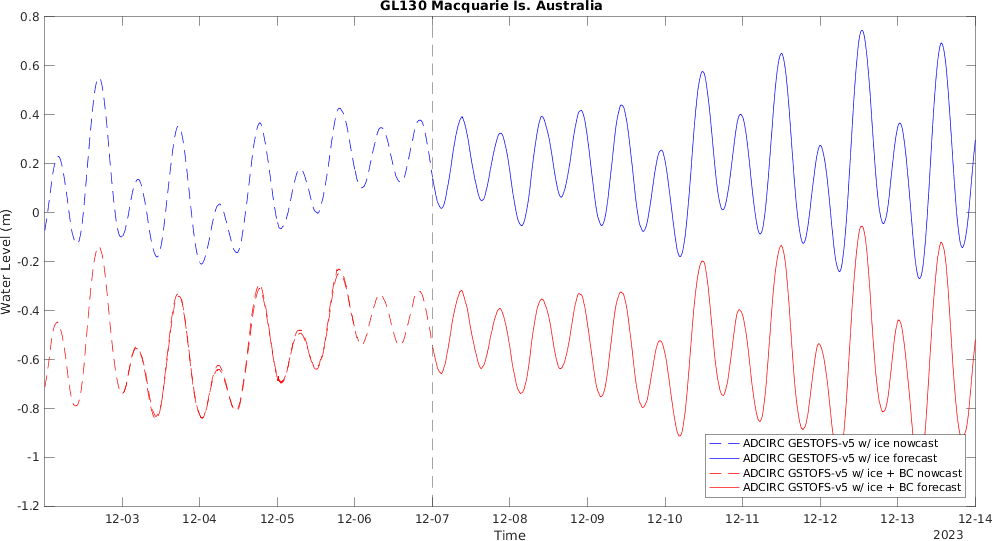 GL130 Macquarie Is. Australia
0.8
0.6
0.4
0.2
0
-0.2
-0.4
-0.6
-0.8
-1
-1.2
Water Level (m)
ADCIRC GESTOFS-v5 w/ ice nowcast
ADCIRC GESTOFS-v5 w/ ice forecast
ADCIRC GSTOFS-v5 w/ ice + BC nowcast
ADCIRC GSTOFS-v5 w/ ice + BC forecast
12-03 12-04 12-05 12-06 12-07 12-08 12-09 12-10 12-11 12-12 12-13 12-14
Time
2023